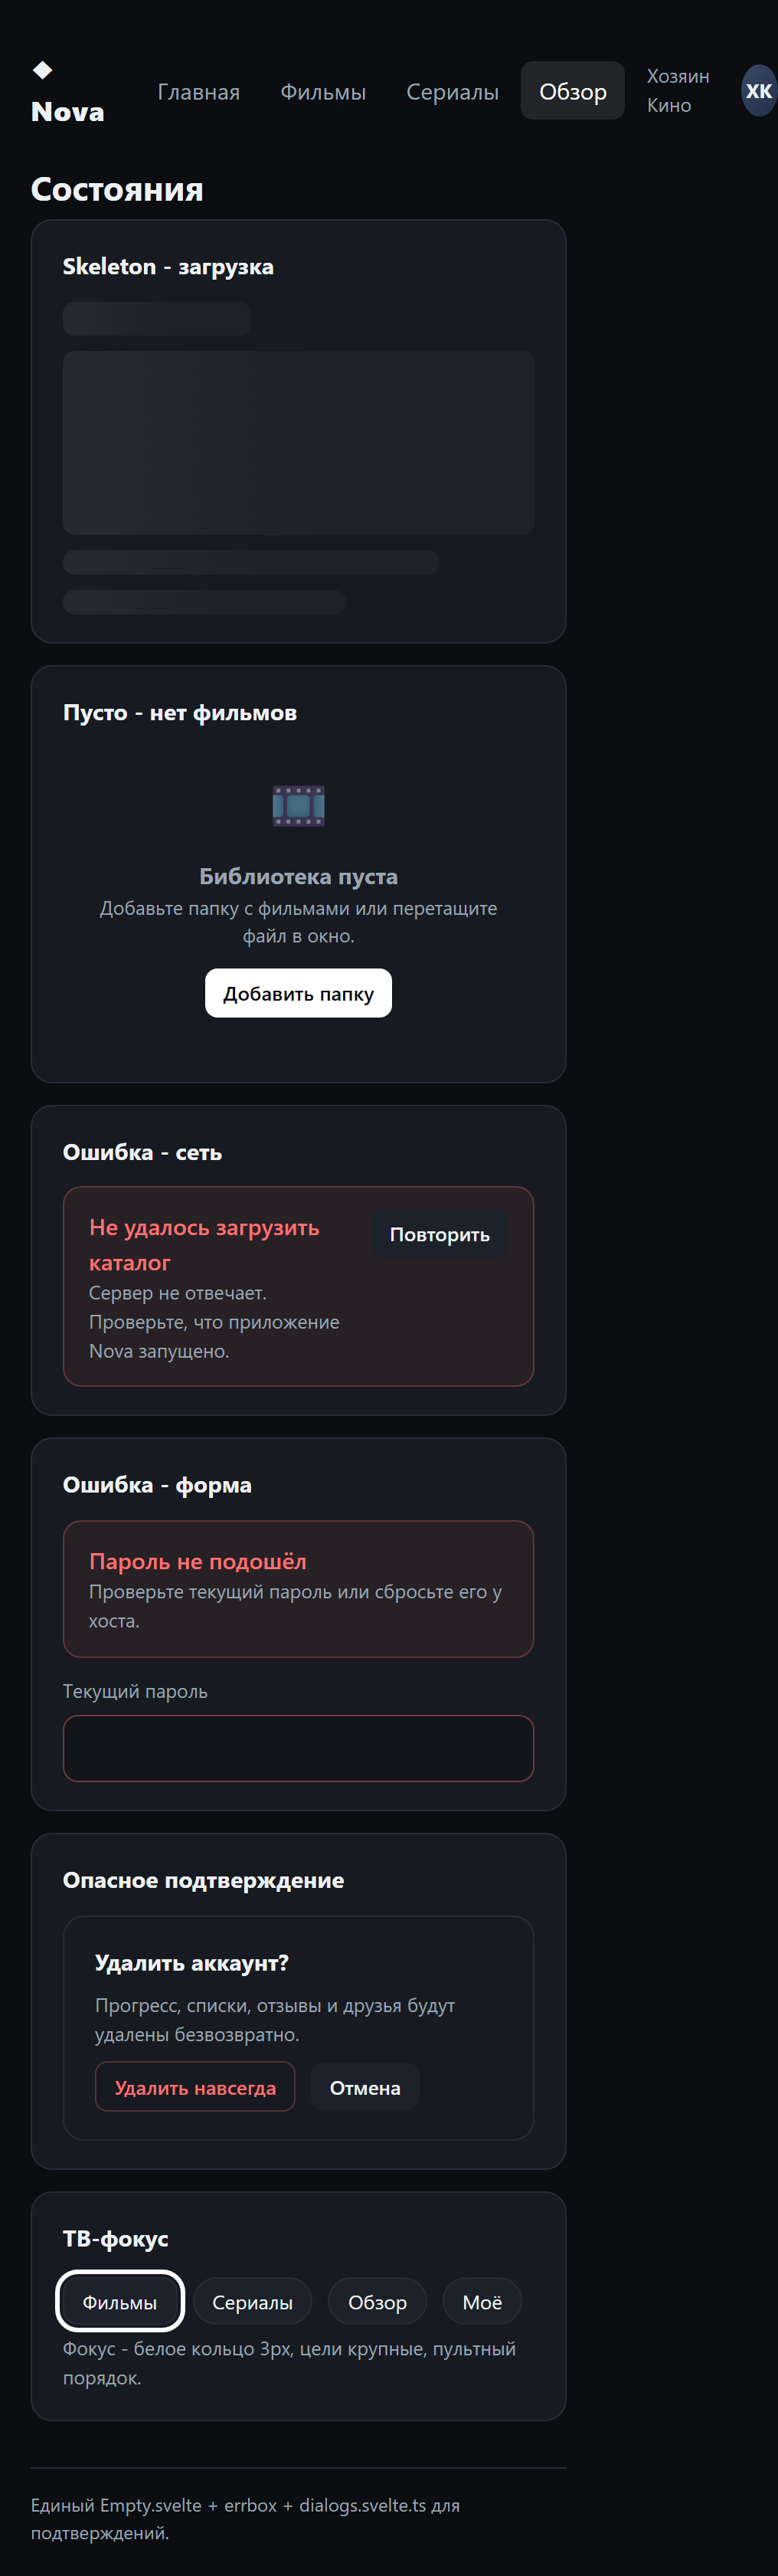 ◆
Nova
Главная
Фильмы
Сериалы
Обзор
Хозяин
Кино
ХК
Состояния
Skeleton - загрузка
Пусто - нет фильмов
Библиотека пуста
Добавьте папку с фильмами или перетащите
файл в окно.
Добавить папку
Ошибка - сеть
Не удалось загрузить
каталог
Сервер не отвечает.
Проверьте, что приложение
Nova запущено.
Повторить
Ошибка - форма
Пароль не подошёл
Проверьте текущий пароль или сбросьте его у
хоста.
Текущий пароль
Опасное подтверждение
Удалить аккаунт?
Прогресс, списки, отзывы и друзья будут
удалены безвозвратно.
Удалить навсегда
Отмена
ТВ-фокус
Фильмы
Сериалы
Обзор
Моё
Фокус - белое кольцо 3px, цели крупные, пультный
порядок.
Единый Empty.svelte + errbox + dialogs.svelte.ts для
подтверждений.